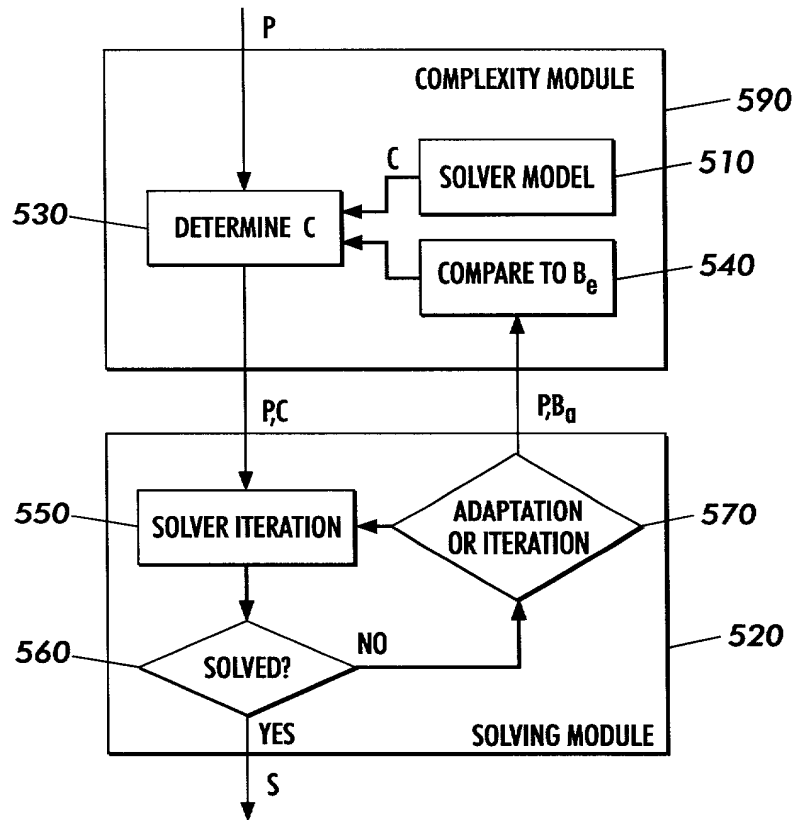 P
COMPLEXITY MODULE
590
C
SOLVER MODEL
510
530
DETERMINE C
COMPARE TO Be
540
P,C
P,Ba
550
SOLVER ITERATION
ADAPTATION
OR ITERATION
570
560
SOLVED?
NO
520
YES
SOLVING MODULE
S